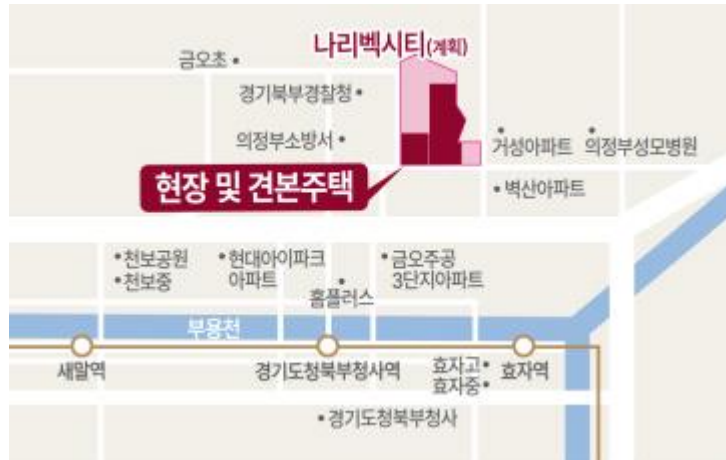 나리벡시티(계획)
금오초
경기북부경찰청
의정부소방서
거성아파트
의정부성모병원
현장 및 견본주택
벽산아파트
천보공원
천보중
현대아이파크
아파트
홈플러스
금오주공
3단지아파트
부용천
새말역
경기도청북부청사역
효자고
효자중
효자역
경기도청북부청사